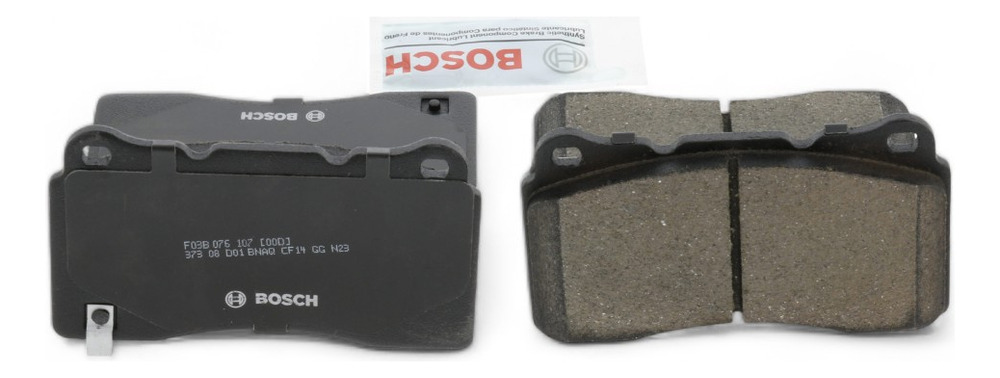 Synthetic Brake Component Lubricant
Lubricante Sintético para Componentes de Freno
BOSCH
BOSCH
F03B 076 107 [00D]
373 08 D01 BNAQ CF14 GG N23
BOSCH